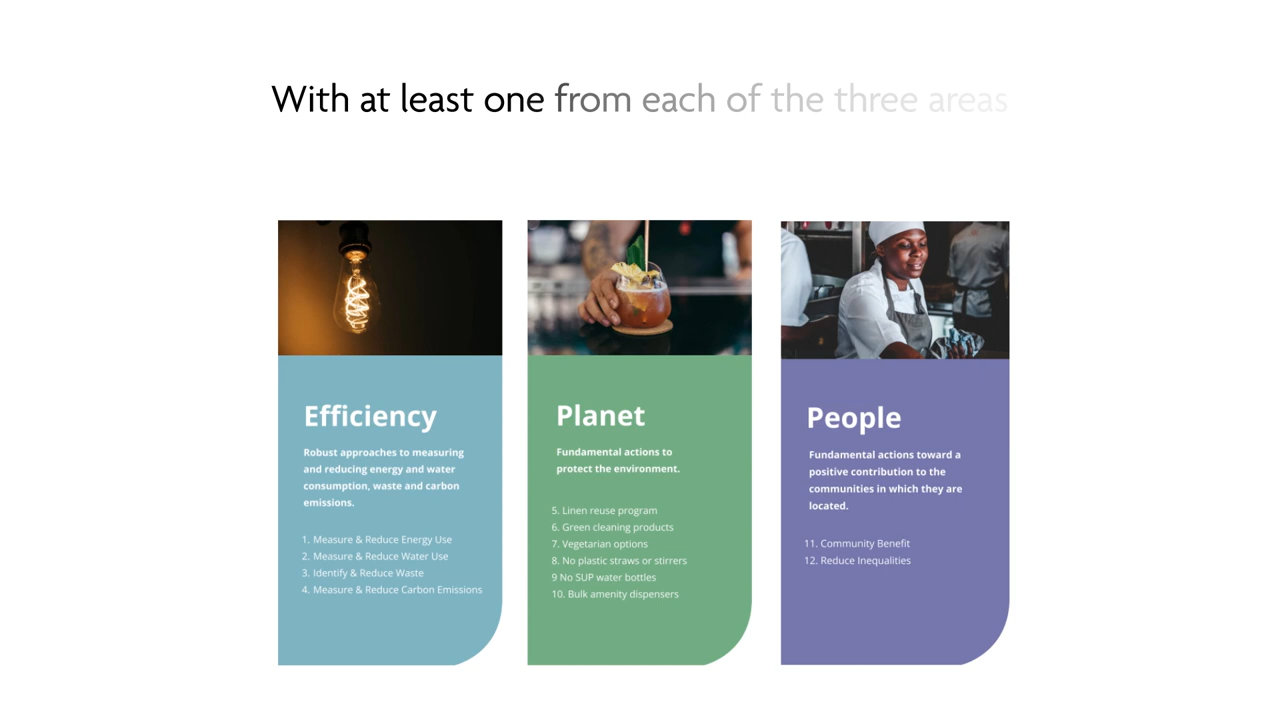 With at least one from each of the three areas
Efficiency
Robust approaches to measuring
and reducing energy and water
consumption, waste and carbon
emissions.
1. Measure & Reduce Energy Use
2. Measure & Reduce Water Use
3. Identify & Reduce Waste
4. Measure & Reduce Carbon Emissions
Planet
Fundamental actions to
protect the environment.
5. Linen reuse program
6. Green cleaning products
7. Vegetarian options
8. No plastic straws or stirrers
9 No SUP water bottles
10. Bulk amenity dispensers
People
Fundamental actions toward a
positive contribution to the
communities in which they are
located.
11. Community Benefit
12. Reduce Inequalities